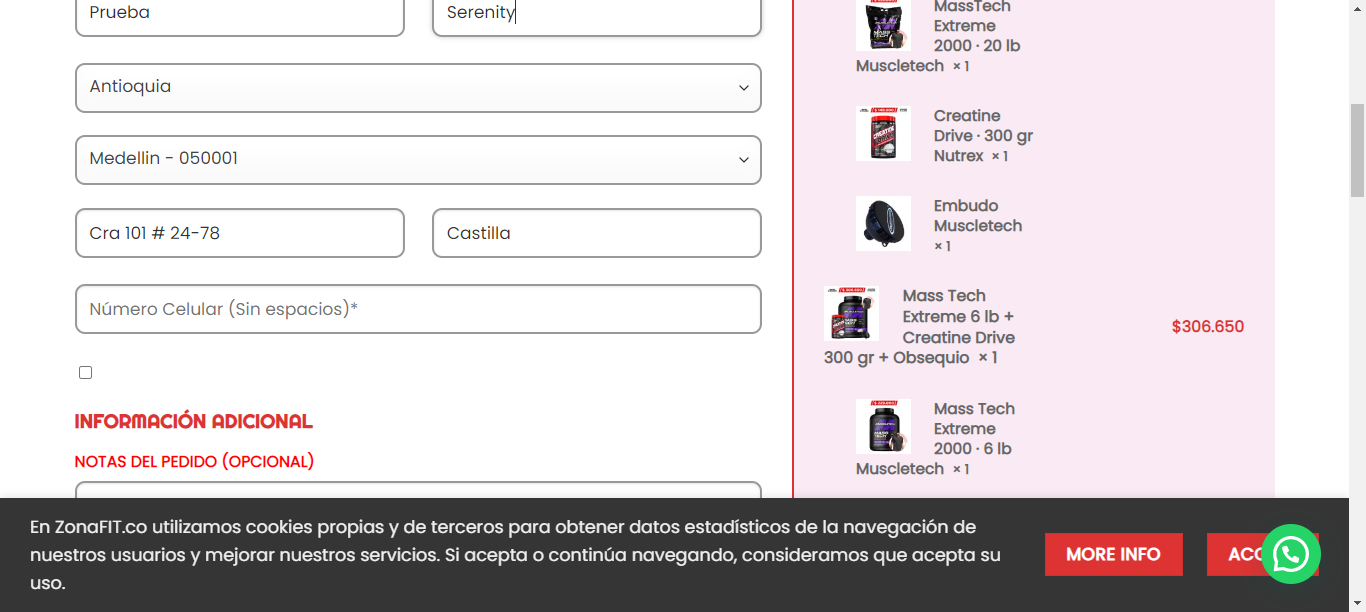 Prueba
Serenity
Antioquia
Medellin - 050001
Cra 101 # 24-78
Castilla
Número Celular (Sin espacios)*
INFORMACIÓN ADICIONAL
NOTAS DEL PEDIDO (OPCIONAL)
MassTech
Extreme
2000 · 20 lb
Muscletech × 1
Creatine
Drive · 300 gr
Nutrex × 1
Embudo
Muscletech
× 1
Mass Tech
Extreme 6 lb +
Creatine Drive
300 gr + Obsequio × 1
$306.650
Mass Tech
Extreme
2000 · 6 lb
Muscletech × 1
En ZonaFIT.co utilizamos cookies propias y de terceros para obtener datos estadísticos de la navegación de
nuestros usuarios y mejorar nuestros servicios. Si acepta o continúa navegando, consideramos que acepta su
uso.
MORE INFO